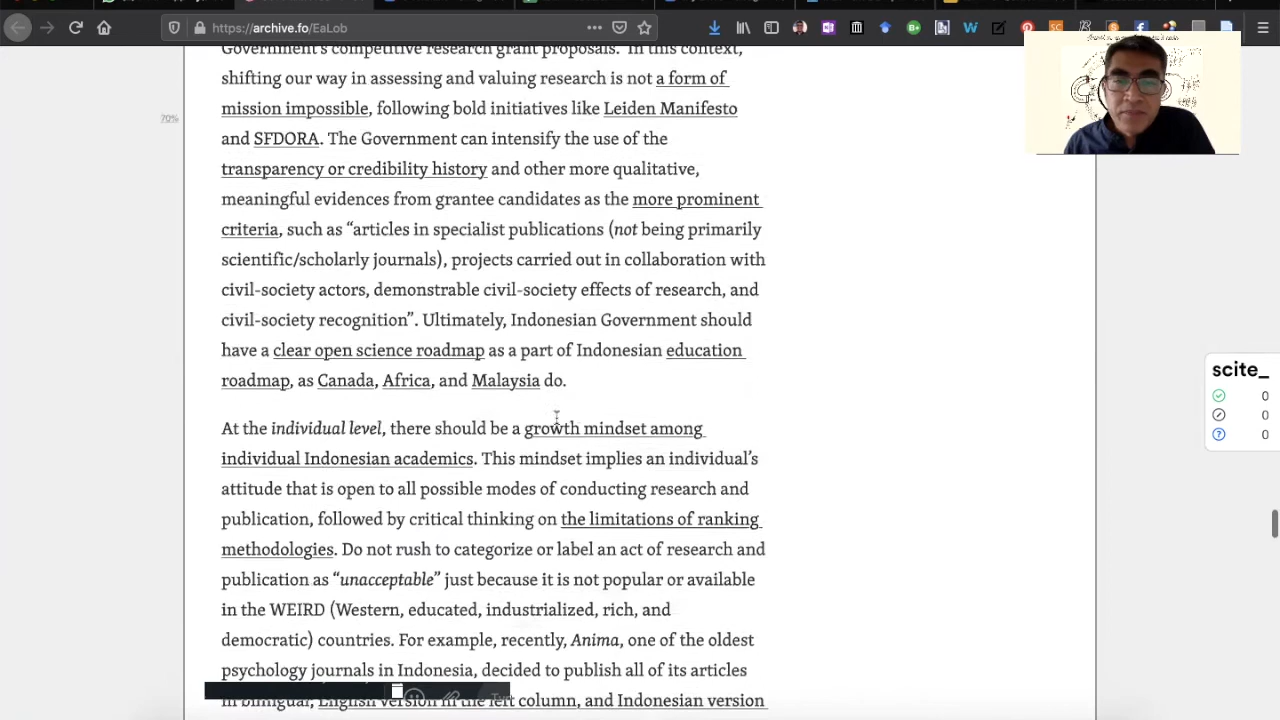 https://archive.fo/EaLob
70%
Government's competitive research grant proposals. In this context,
shifting our way in assessing and valuing research is not a form of
mission impossible, following bold initiatives like Leiden Manifesto
and SFDORA. The Government can intensify the use of the
transparency or credibility history and other more qualitative,
meaningful evidences from grantee candidates as the more prominent
criteria, such as “articles in specialist publications (not being primarily
scientific/scholarly journals), projects carried out in collaboration with
civil-society actors, demonstrable civil-society effects of research, and
civil-society recognition”. Ultimately, Indonesian Government should
have a clear open science roadmap as a part of Indonesian education
roadmap, as Canada, Africa, and Malaysia do.
At the individual level, there should be a growth mindset among
individual Indonesian academics. This mindset implies an individual’s
attitude that is open to all possible modes of conducting research and
publication, followed by critical thinking on the limitations of ranking
methodologies. Do not rush to categorize or label an act of research and
publication as “unacceptable” just because it is not popular or available
in the WEIRD (Western, educated, industrialized, rich, and
democratic) countries. For example, recently, Anima, one of the oldest
psychology journals in Indonesia, decided to publish all of its articles
in bilingual, English version in the left column, and Indonesian version
scite_
0
0
0